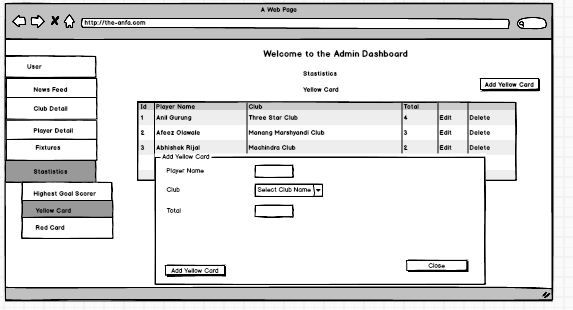 A Web Page
http://the-anfa.com
Welcome to the Admin Dashboard
User
Stastistics
News Feed
Yellow Card
Add Yellow Card
Club Detail
Id Player Name Club Total
1 Anil Gurung Three Star Club 4 Edit Delete
Player Detail
2 Afeez Olawale Manang Marshyandi Club 3 Edit Delete
Fixtures
3 Abhishek Rijal Machindra Club 2 Edit Delete
Add Yellow Card
Stastistics
Player Name
Highest Goal Scorer
Club Select Club Name
Yellow Card
Total
Red Card
Add Yellow Card
Close